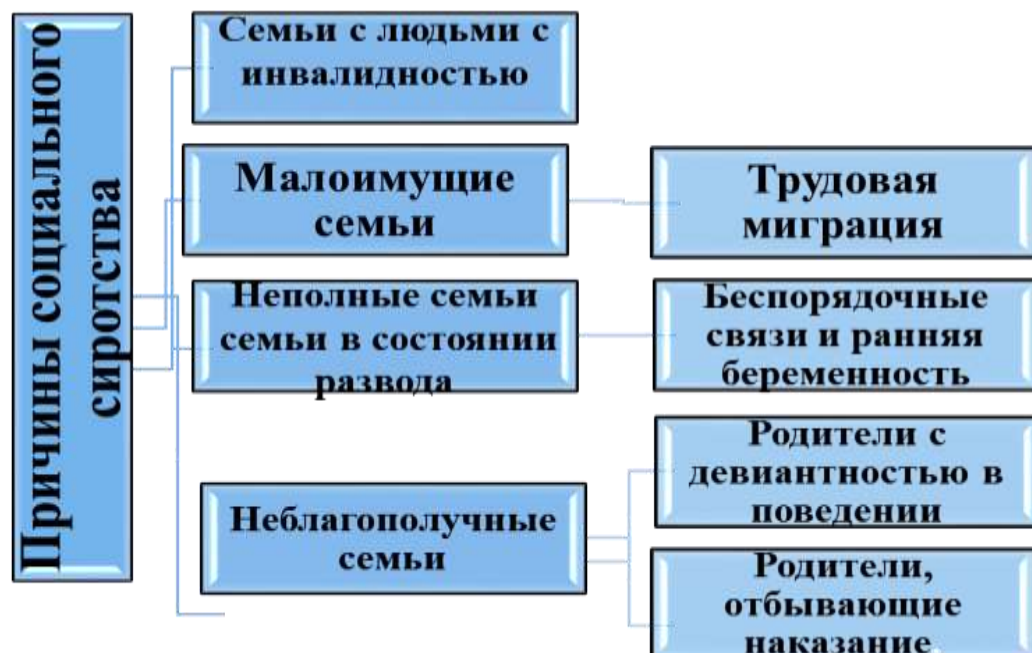 Причины социального
сиротства
Семьи с людьми с
инвалидностью
Малоимущие
семьи
Трудовая
миграция
Неполные семьи
семьи в состоянии
развода
Беспорядочные
связи и ранняя
беременность
Неблагополучные
семьи
Родители с
девиантностью в
поведении
Родители,
отбывающие
наказание.